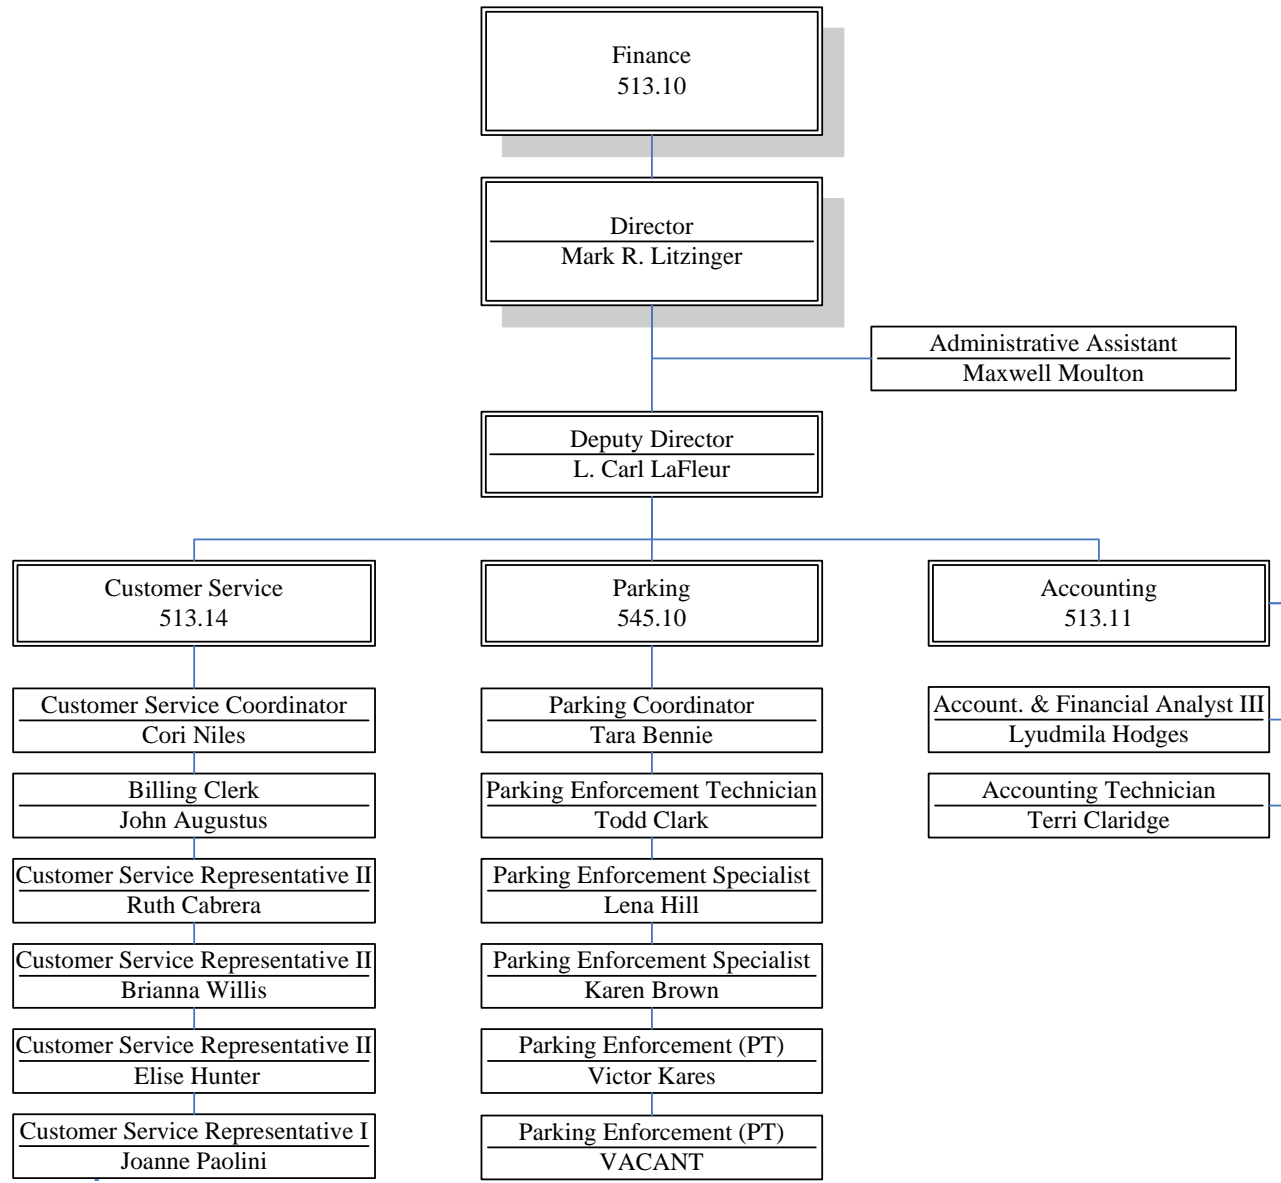 Finance
513.10
Director
Mark R. Litzinger
Administrative Assistant
Maxwell Moulton
Deputy Director
L. Carl LaFleur
Customer Service
513.14
Customer Service Coordinator
Cori Niles
Billing Clerk
John Augustus
Customer Service Representative II
Ruth Cabrera
Customer Service Representative II
Brianna Willis
Customer Service Representative II
Elise Hunter
Customer Service Representative I
Joanne Paolini
Parking
545.10
Parking Coordinator
Tara Bennie
Parking Enforcement Technician
Todd Clark
Parking Enforcement Specialist
Lena Hill
Parking Enforcement Specialist
Karen Brown
Parking Enforcement (PT)
Victor Kares
Parking Enforcement (PT)
VACANT
Accounting
513.11
Account. & Financial Analyst III
Lyudmila Hodges
Accounting Technician
Terri Claridge